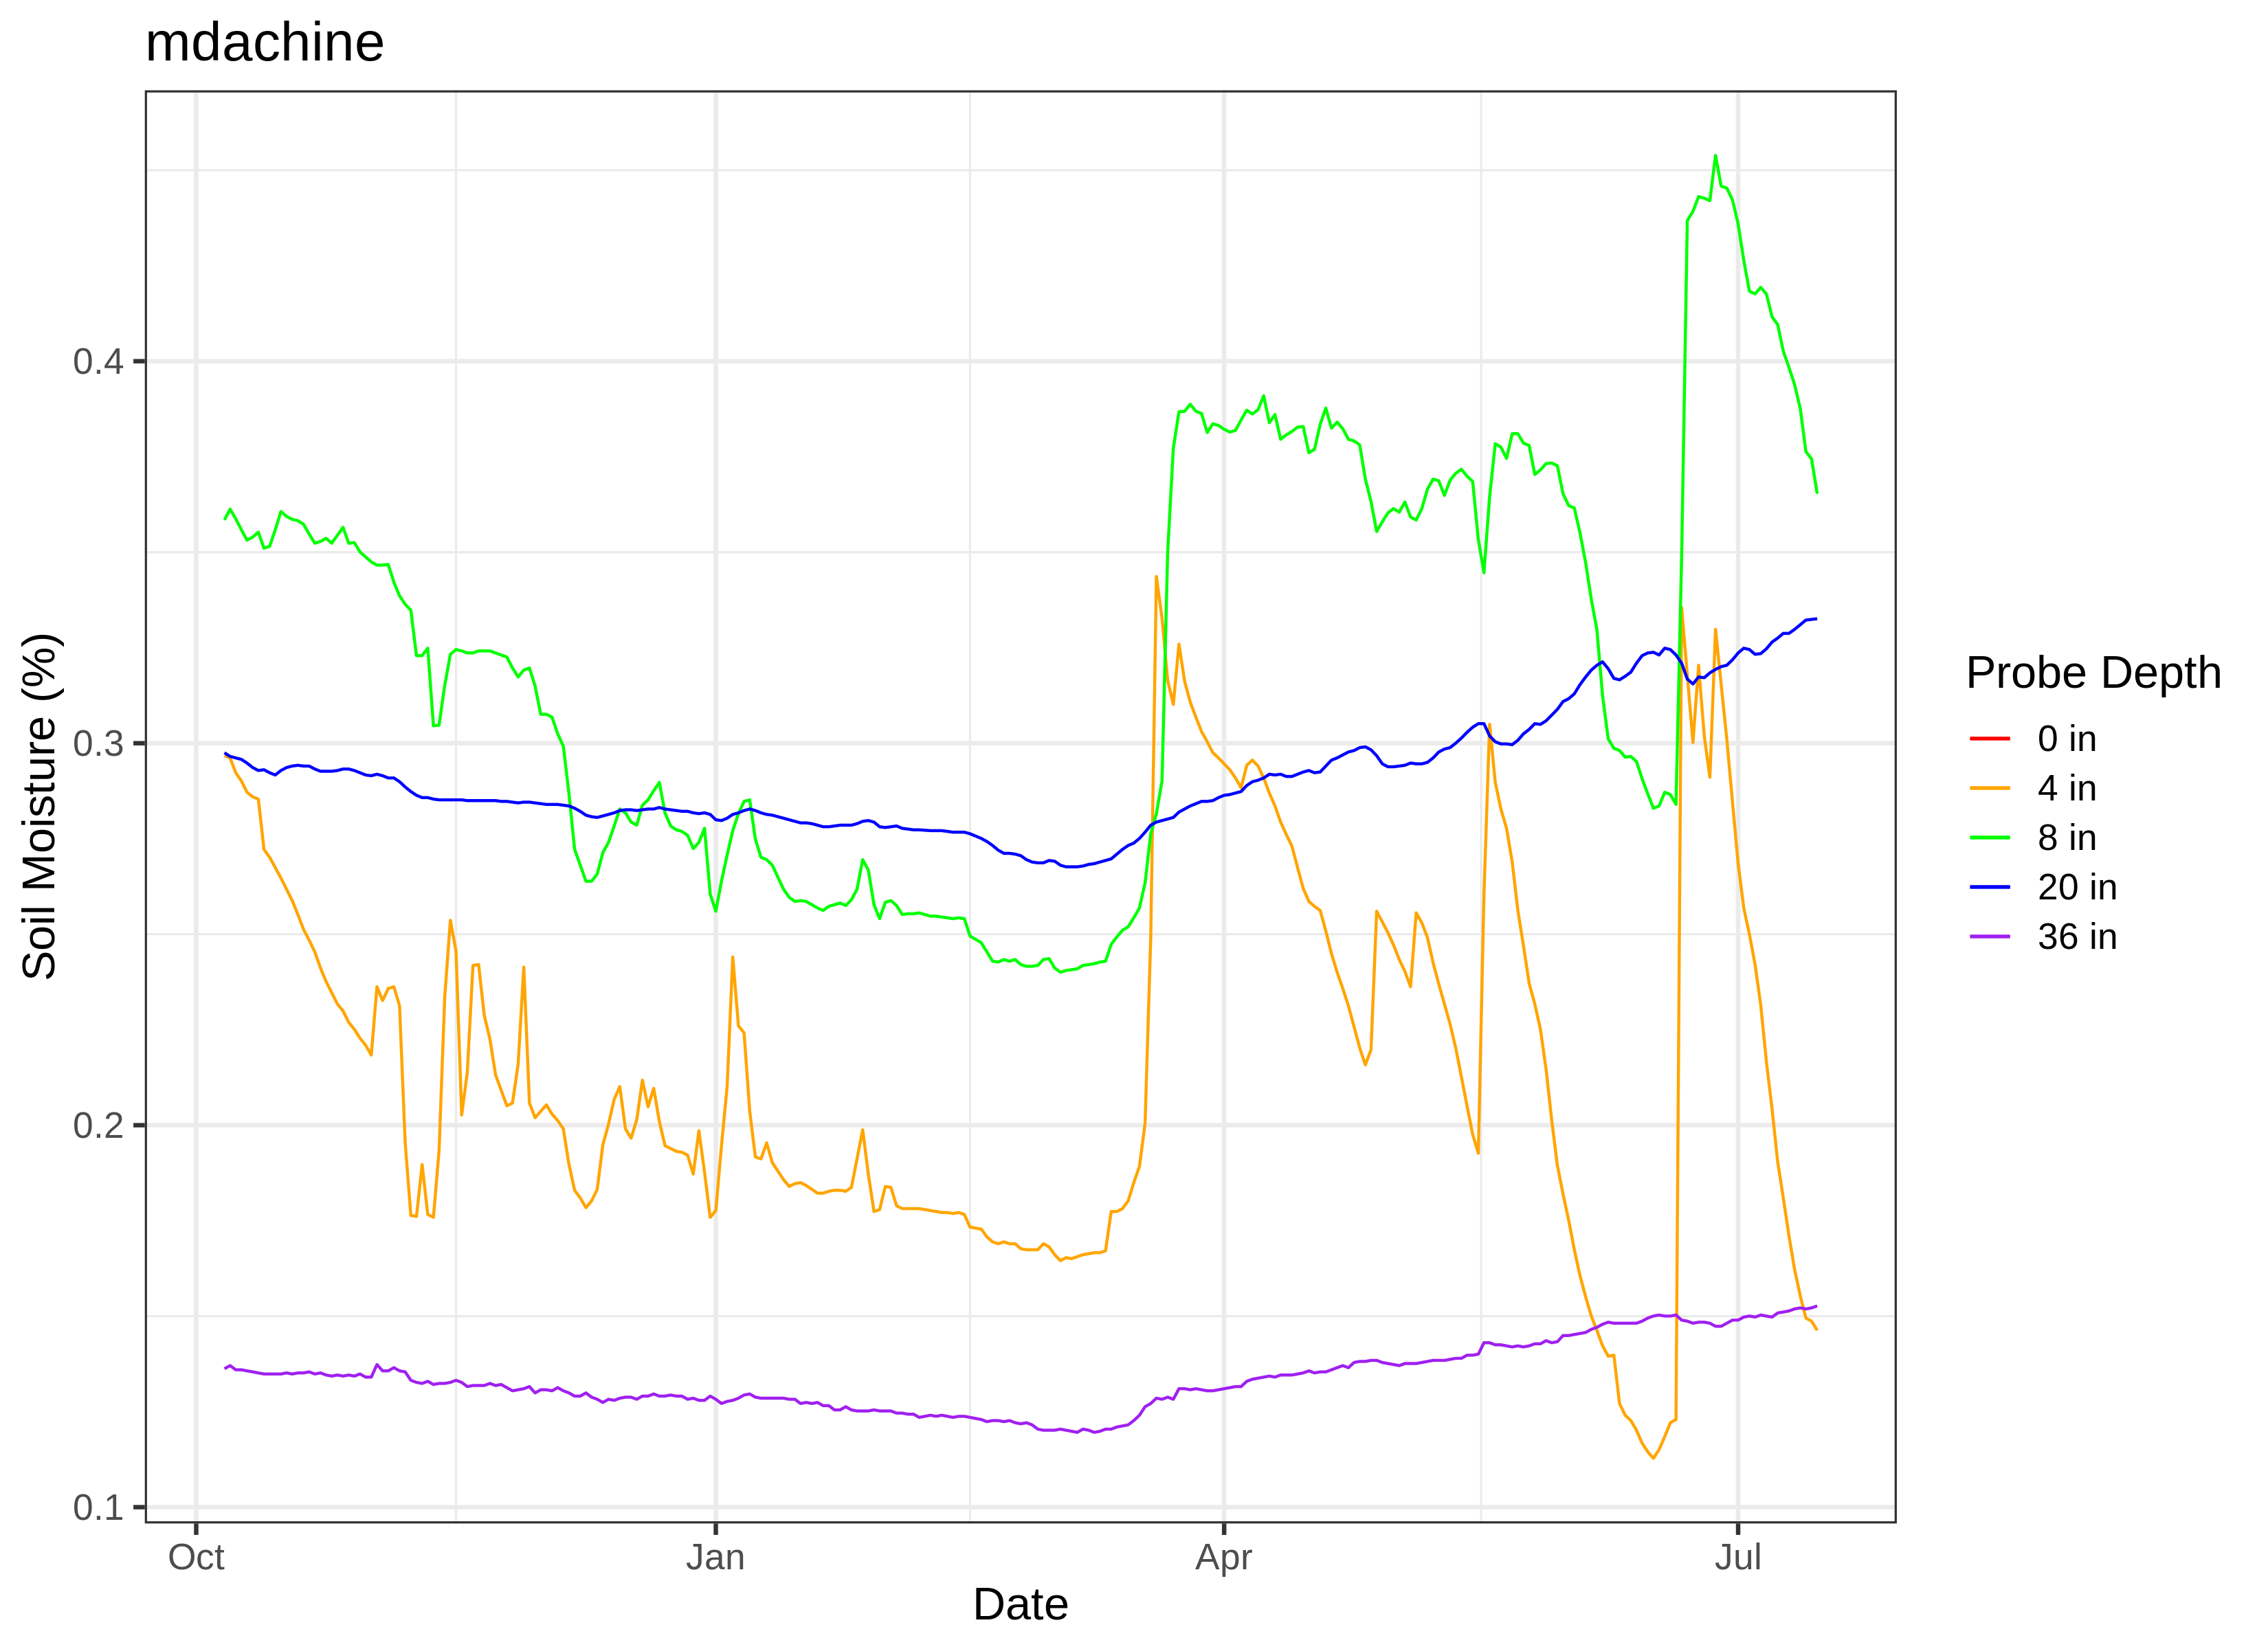 mdachine
Soil Moisture (%)
0.4
0.3
0.2
0.1
Oct
Jan
Apr
Jul
Date
Probe Depth
0 in
4 in
8 in
20 in
36 in